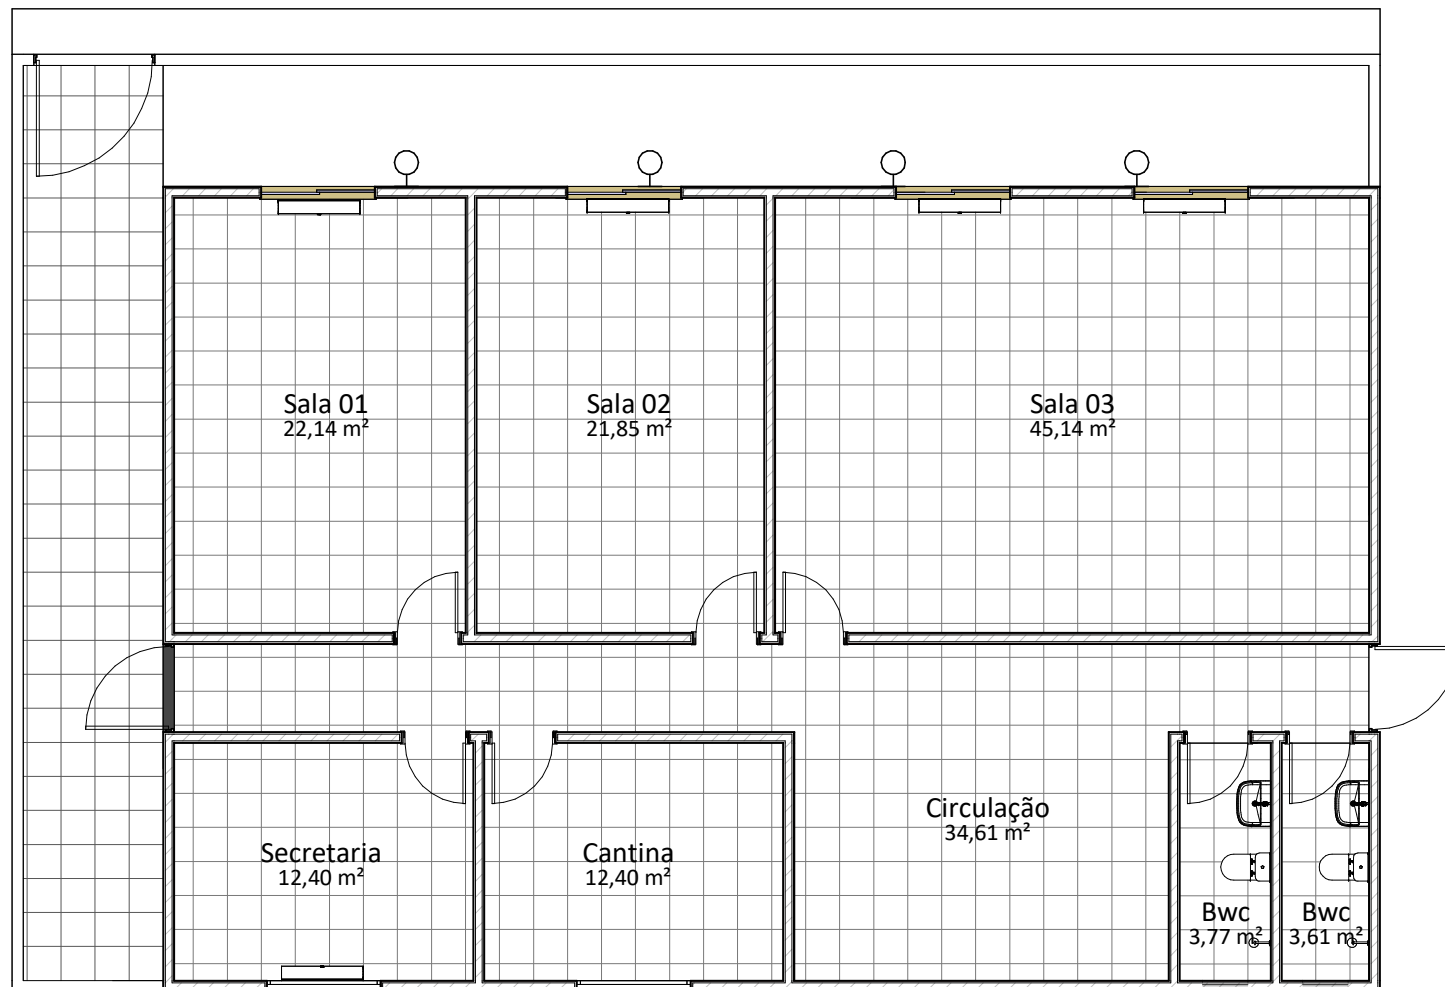 Sala 01
22,14 m²
Sala 02
21,85 m²
Sala 03
45,14 m²
Circulação
34,61 m²
Secretaria
12,40 m²
Cantina
12,40 m²
Bwc
3,77 m²
Bwc
3,61 m²